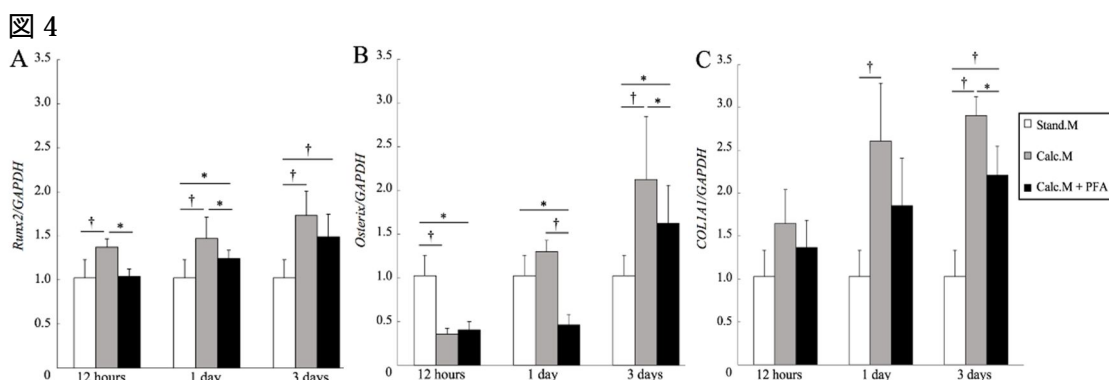 図 4
A
Runx2/GAPDH
3.5
3.0
2.5
2.0
1.5
1.0
0.5
0
†
*
*
†
*
†
†
12 hours
1 day
3 days
B
Osterix/GAPDH
3.5
3.0
2.5
2.0
1.5
1.0
0.5
0
*
†
*
†
*
†
*
12 hours
1 day
3 days
C
COL1A1/GAPDH
3.5
3.0
2.5
2.0
1.5
1.0
0.5
0
†
†
†
*
12 hours
1 day
3 days
Stand.M
Calc.M
Calc.M + PFA